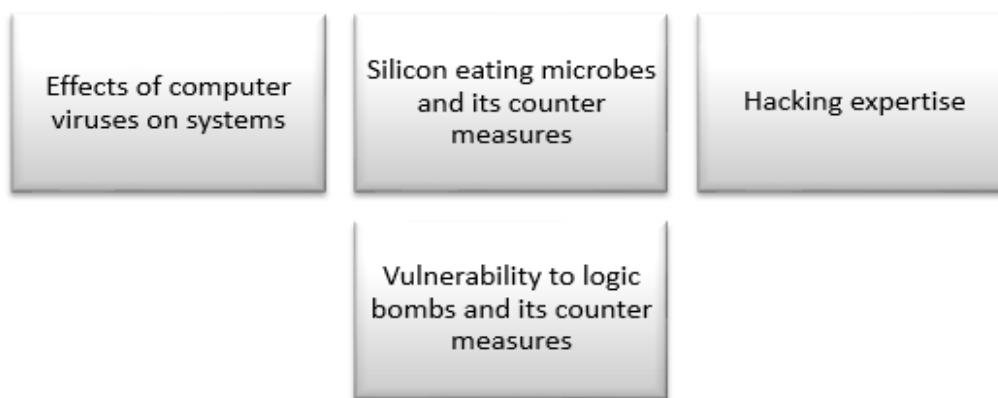 Effects of computer
viruses on systems
Silicon eating microbes
and its counter
measures
Hacking expertise
Vulnerability to logic
bombs and its counter
measures